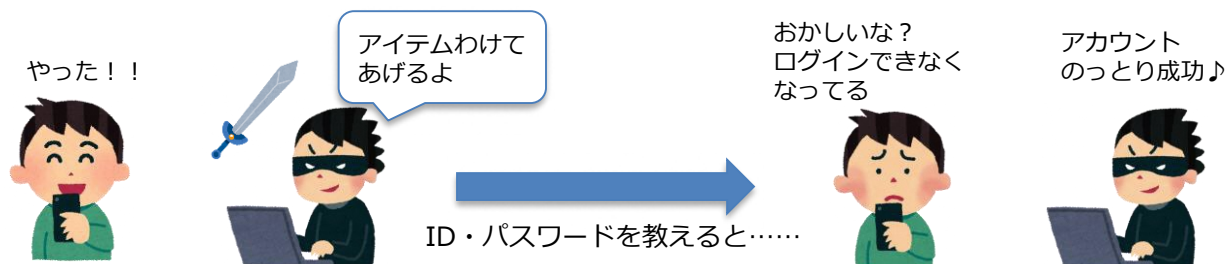 やった！！
アイテムわけて
あげるよ
ID・パスワードを教えると……
おかしいな？
ログインできなく
なってる
アカウント
のっとり成功♪